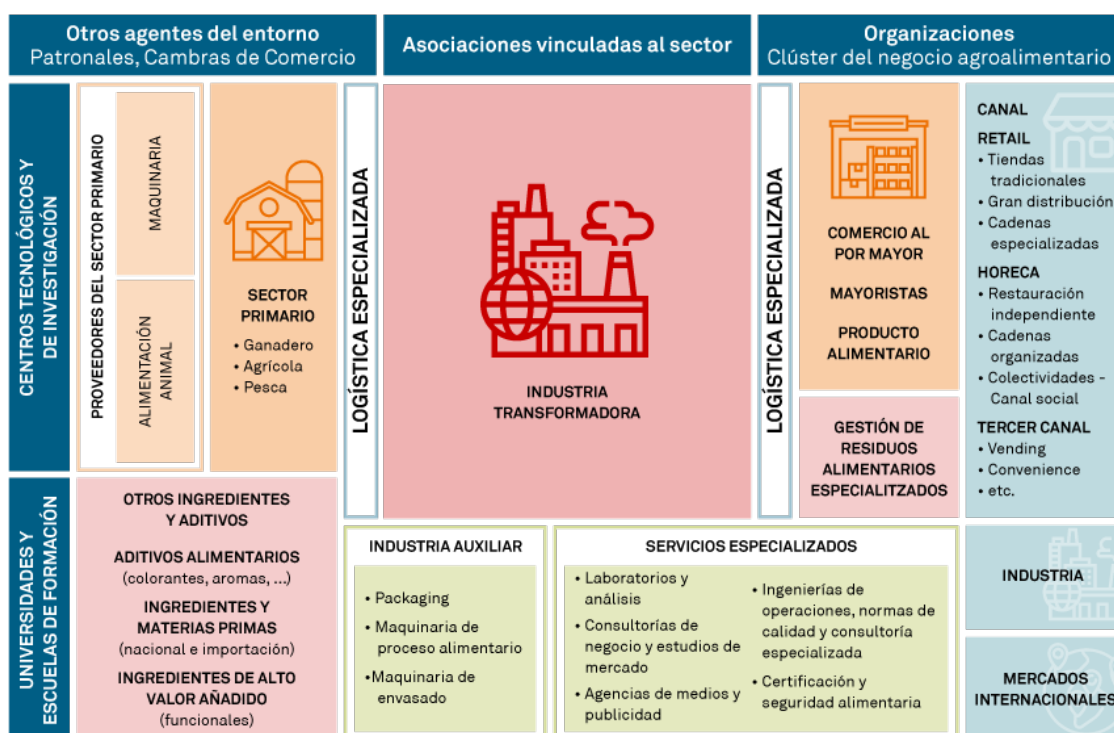 Otros agentes del entorno
Patronales, Cambras de Comercio
Asociaciones vinculadas al sector
Organizaciones
Clúster del negocio agroalimentario
CENTROS TECNOLÓGICOS Y
DE INVESTIGACIÓN
PROVEEDORES DEL SECTOR PRIMARIO
MAQUINARIA
ALIMENTACIÓN
ANIMAL
SECTOR
PRIMARIO
• Ganadero
• Agrícola
• Pesca
LOGÍSTICA ESPECIALIZADA
INDUSTRIA
TRANSFORMADORA
LOGÍSTICA ESPECIALIZADA
COMERCIO AL
POR MAYOR
MAYORISTAS
PRODUCTO
ALIMENTARIO
GESTIÓN DE
RESIDUOS
ALIMENTARIOS
ESPECIALITZADOS
CANAL
RETAIL
• Tiendas
tradicionales
• Gran distribución
• Cadenas
especializadas
HORECA
• Restauración
independiente
• Cadenas
organizadas
• Colectividades -
Canal social
TERCER CANAL
• Vending
• Convenience
• etc.
UNIVERSIDADES Y
ESCUELAS DE FORMACIÓN
OTROS INGREDIENTES
Y ADITIVOS
ADITIVOS ALIMENTARIOS
(colorantes, aromas, ...)
INGREDIENTES Y
MATERIAS PRIMAS
(nacional e importación)
INGREDIENTES DE ALTO
VALOR AÑADIDO
(funcionales)
INDUSTRIA AUXILIAR
• Packaging
• Maquinaria de
proceso alimentario
•Maquinaria de
envasado
SERVICIOS ESPECIALIZADOS
• Laboratorios y
análisis
• Consultorías de
negocio y estudios de
mercado
• Agencias de medios y
publicidad
• Ingenierías de
operaciones, normas de
calidad y consultoría
especializada
• Certificación y
seguridad alimentaria
INDUSTRIA
MERCADOS
INTERNACIONALES